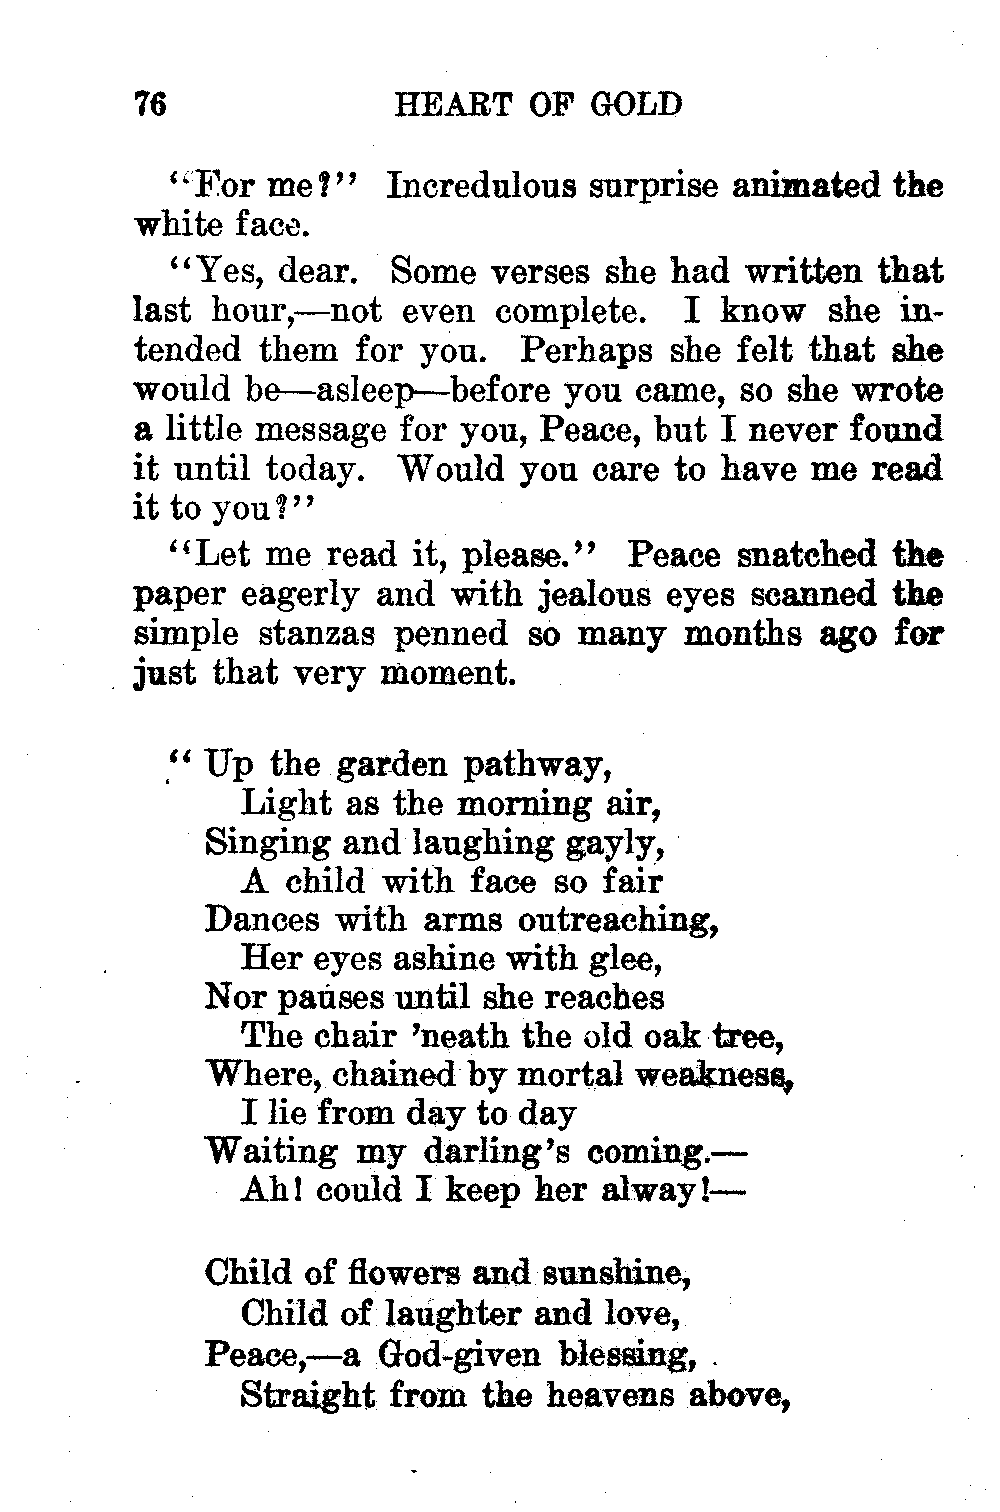 76 HEART OF GOLD
“For me?” Incredulous surprise animated the
white face.
“Yes, dear. Some verses she had written that
last hour,—not even complete. I know she in-
tended them for you. Perhaps she felt that she
would be—asleep—before you came, so she wrote
a little message for you, Peace, but I never found
it until today. Would you care to have me read
it to you?”
“Let me read it, please.” Peace snatched the
paper eagerly and with jealous eyes scanned the
simple stanzas penned so many months ago for
just that very moment.
“ Up the garden pathway,
Light as the morning air,
Singing and laughing gayly,
A child with face so fair
Dances with arms outreaching,
Her eyes ashine with glee,
Nor pauses until she reaches
The chair ’neath the old oak tree,
Where, chained by mortal weakness,
I lie from day to day
Waiting my darling’s coming.—
Ah! could I keep her alway!—
Child of flowers and sunshine,
Child of laughter and love,
Peace,—a God-given blessing,
Straight from the heavens above,